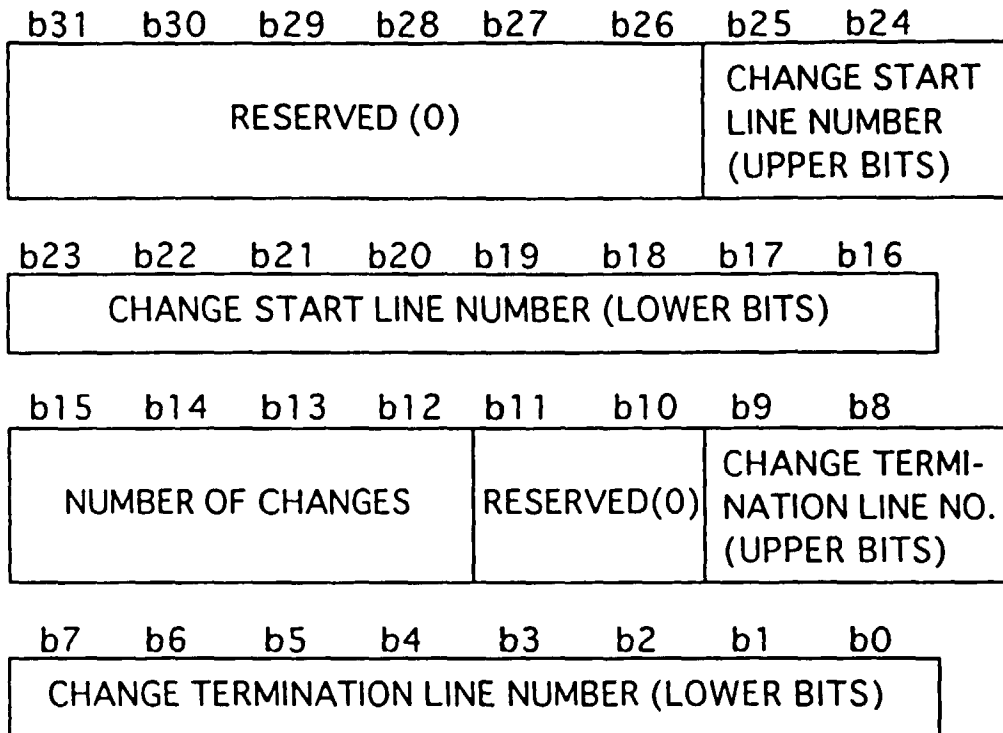 b31 b30 b29 b28 b27 b26 b25 b24
RESERVED (0)
CHANGE START
LINE NUMBER
(UPPER BITS)
b23 b22 b21 b20 b19 b18 b17 b16
CHANGE START LINE NUMBER (LOWER BITS)
b15 b14 b13 b12 b11 b10 b9 b8
NUMBER OF CHANGES
RESERVED(0)
CHANGE TERMI-
NATION LINE NO.
(UPPER BITS)
b7 b6 b5 b4 b3 b2 b1 b0
CHANGE TERMINATION LINE NUMBER (LOWER BITS)